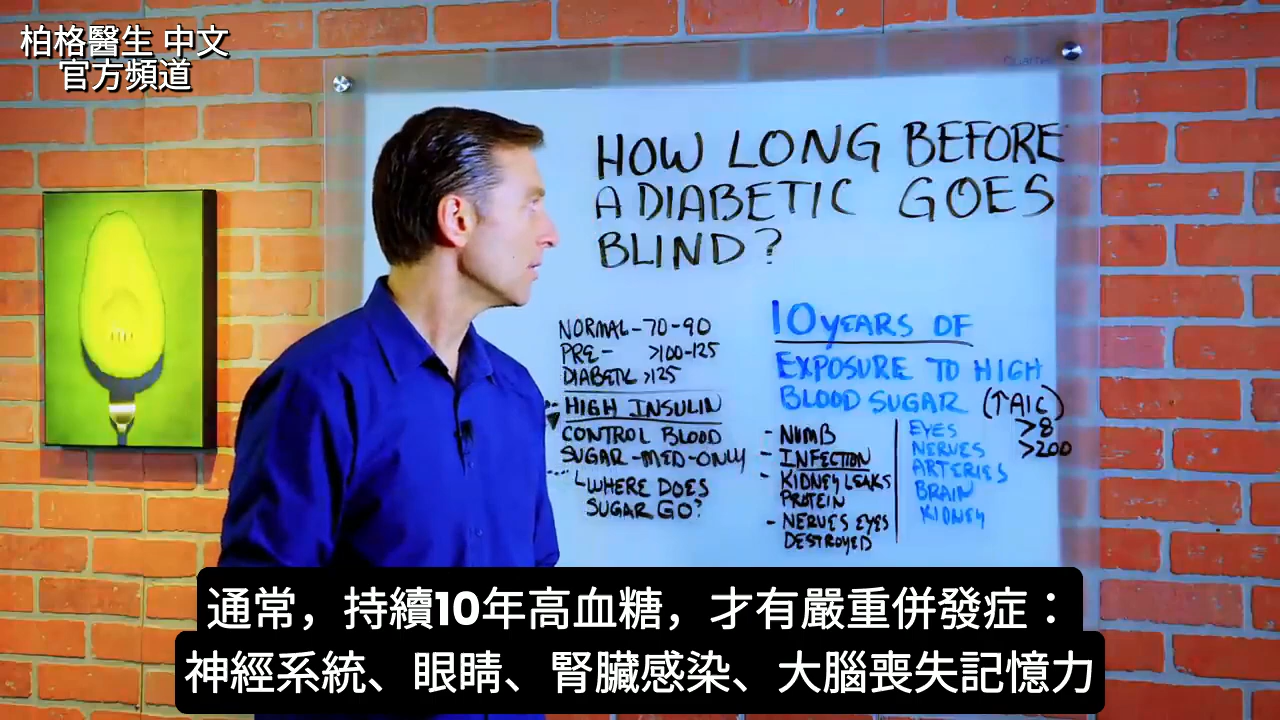 柏格醫生 中文
官方頻道
HOW LONG BEFORE
A DIABETIC GOES
BLIND?
NORMAL-70-90
PRE- >100-125
DIABETIC >125
HIGH INSULIN
CONTROL BLOOD
SUGAR-MED-ONLY
WHERE DOES
SUGAR GO?
10 YEARS OF
EXPOSURE TO HIGH
BLOOD SUGAR (↑A1C)
>8
>200
- NUMB
- INFECTION
- KIDNEY LEAKS
PROTEIN
- NERVES EYES
DESTROYED
EYES
NERVES
ARTERIES
BRAIN
KIDNEY
通常，持續10年高血糖，才有嚴重併發症：
神經系統、眼睛、腎臟感染、大腦喪失記憶力